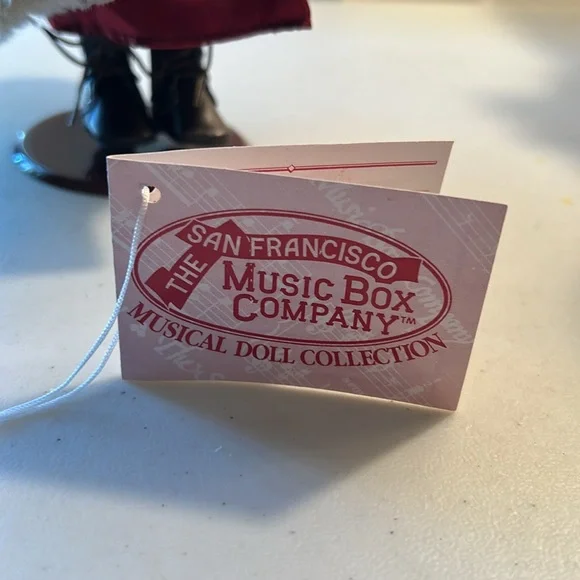 THE SAN FRANCISCO
MUSIC BOX
COMPANY™
MUSICAL DOLL COLLECTION